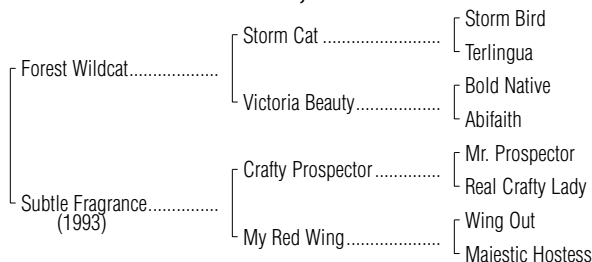 Storm Bird
Storm Cat ........................
Terlingua
Forest Wildcat...................
Bold Native
Victoria Beauty.................
Abifaith
Mr. Prospector
Crafty Prospector ..............
Real Crafty Lady
Subtle Fragrance...............
(1993)
Wing Out
My Red Wing...................
Majestic Hostess